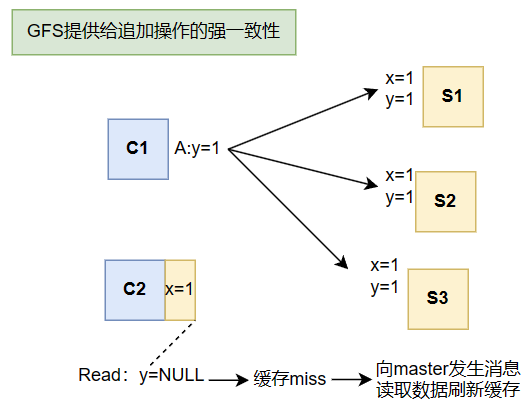 GFS提供给追加操作的强一致性
x=1
y=1
S1
C1
A:y=1
x=1
y=1
S2
x=1
y=1
S3
C2
x=1
Read：y=NULL
缓存miss
向master发生消息
读取数据刷新缓存